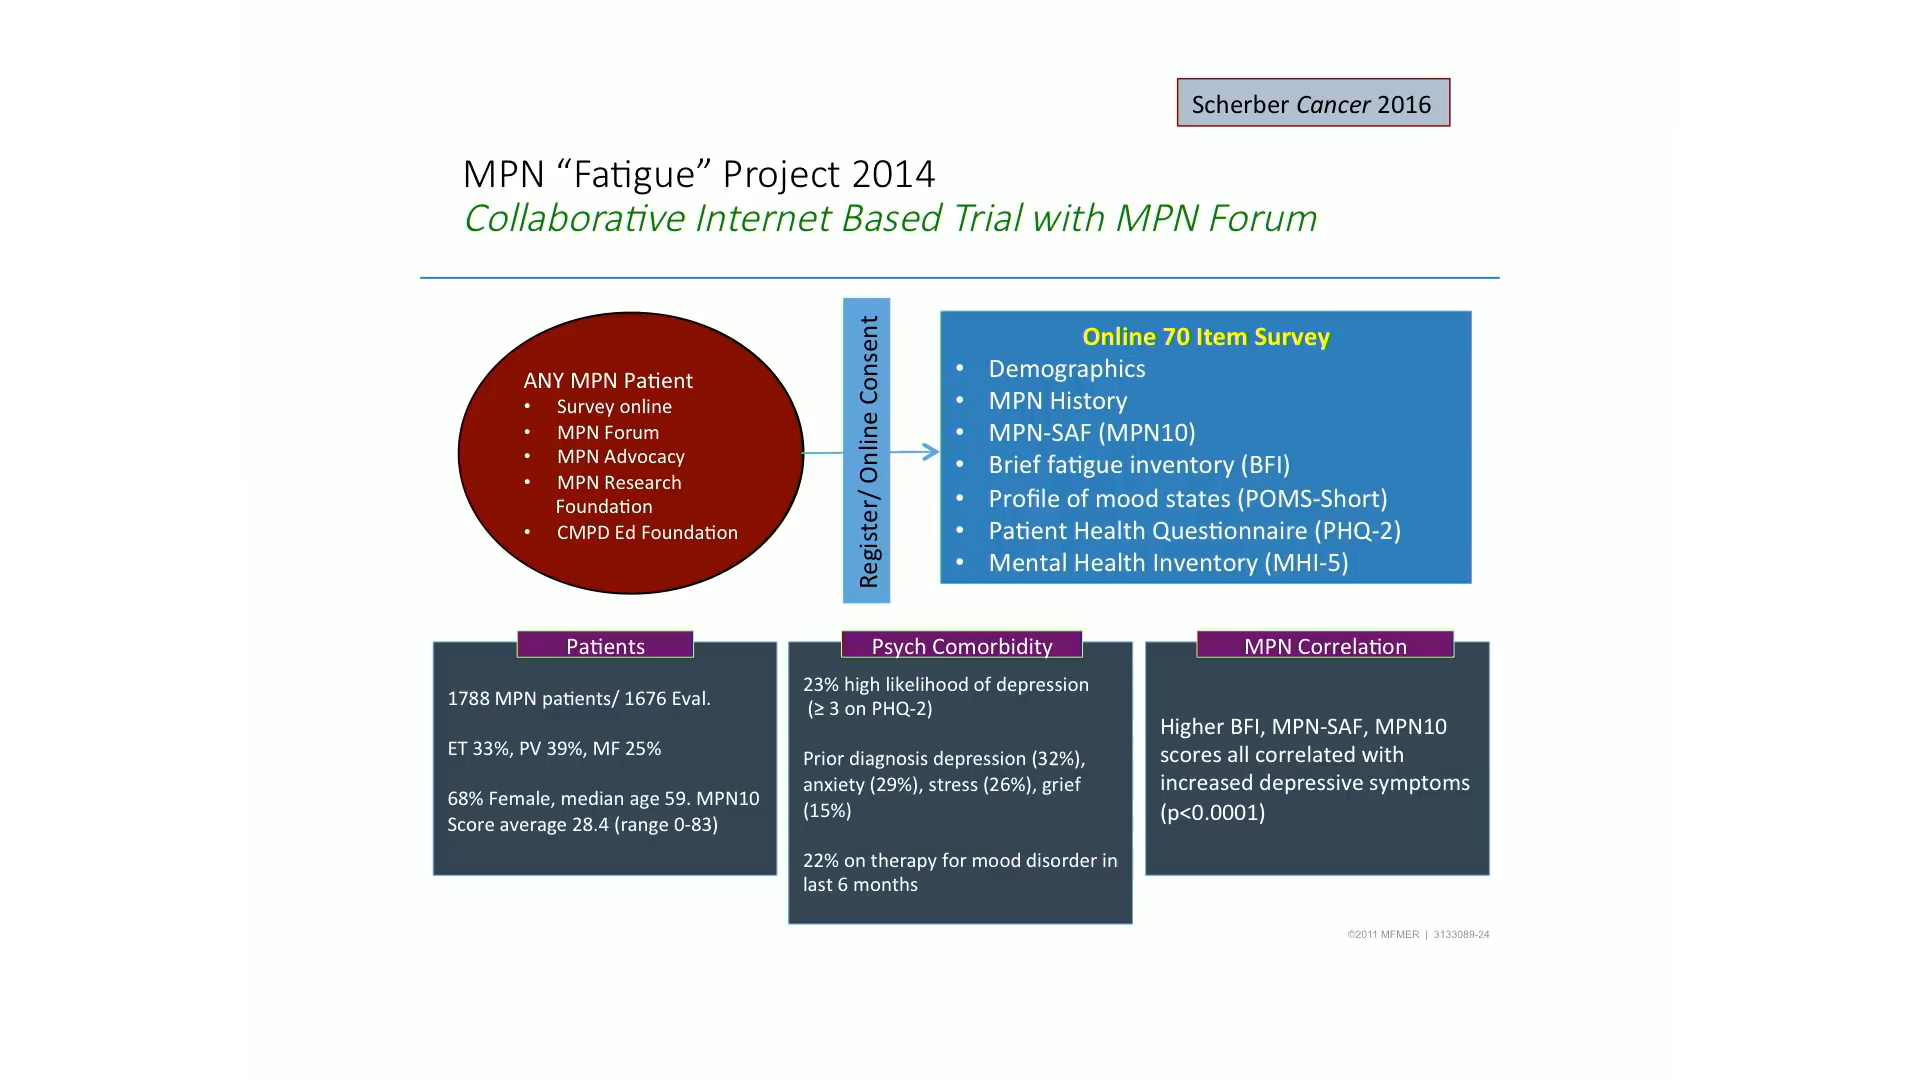 Scherber Cancer 2016
MPN “Fatigue” Project 2014
Collaborative Internet Based Trial with MPN Forum
ANY MPN Patient
• Survey online
• MPN Forum
• MPN Advocacy
• MPN Research
Foundation
• CMPD Ed Foundation
Register/ Online Consent
Online 70 Item Survey
• Demographics
• MPN History
• MPN-SAF (MPN10)
• Brief fatigue inventory (BFI)
• Profile of mood states (POMS-Short)
• Patient Health Questionnaire (PHQ-2)
• Mental Health Inventory (MHI-5)
Patients
1788 MPN patients/ 1676 Eval.
ET 33%, PV 39%, MF 25%
68% Female, median age 59. MPN10
Score average 28.4 (range 0-83)
Psych Comorbidity
23% high likelihood of depression
(≥ 3 on PHQ-2)
Prior diagnosis depression (32%),
anxiety (29%), stress (26%), grief
(15%)
22% on therapy for mood disorder in
last 6 months
MPN Correlation
Higher BFI, MPN-SAF, MPN10
scores all correlated with
increased depressive symptoms
(p<0.0001)
©2011 MFMER | 3133089-24